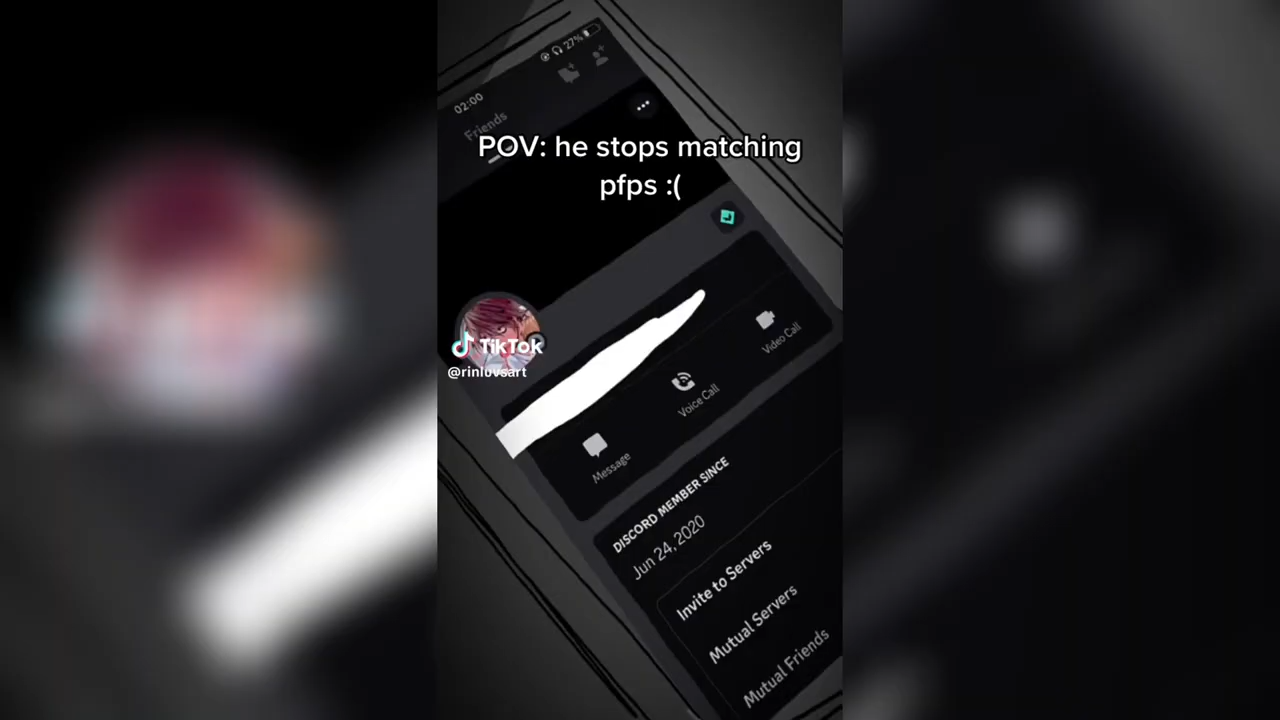 02:00
27%
Friends
POV: he stops matching
pfps :(
TikTok
@rinluvsart
Message
Voice Call
Video Call
DISCORD MEMBER SINCE
Jun 24, 2020
Invite to Servers
Mutual Servers
Mutual Friends